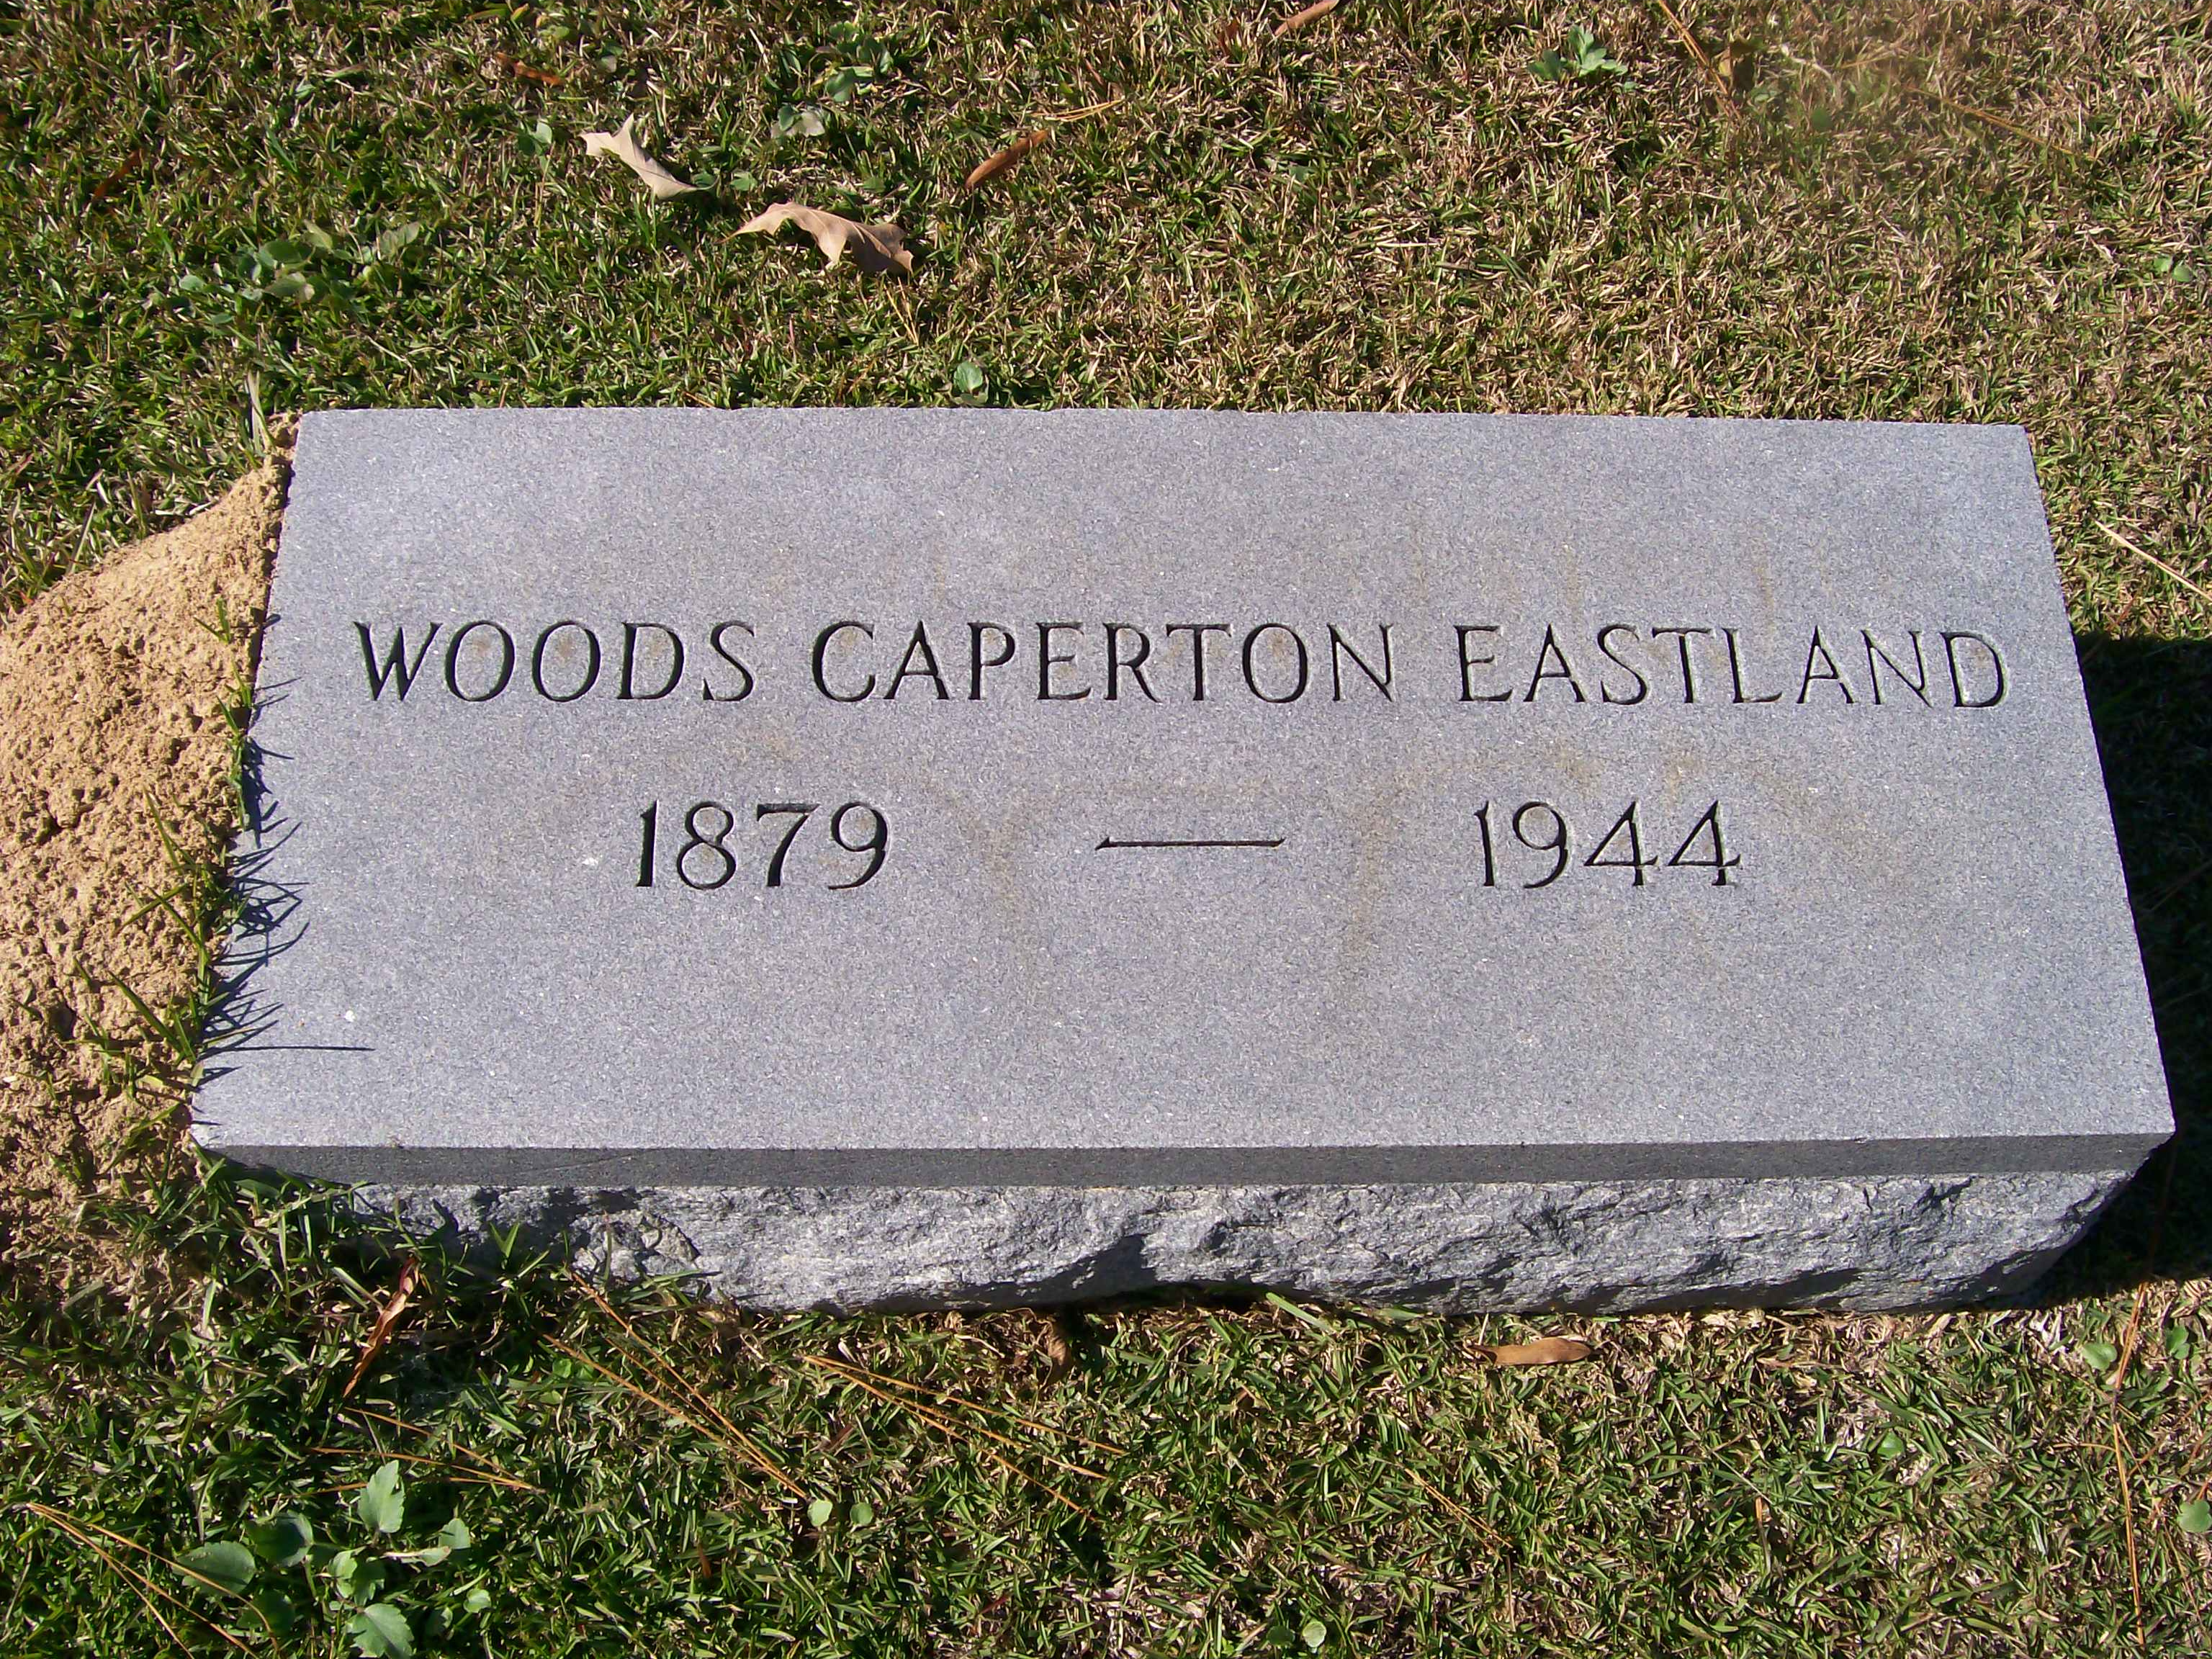 WOODS CAPERTON EASTLAND
1879 — 1944